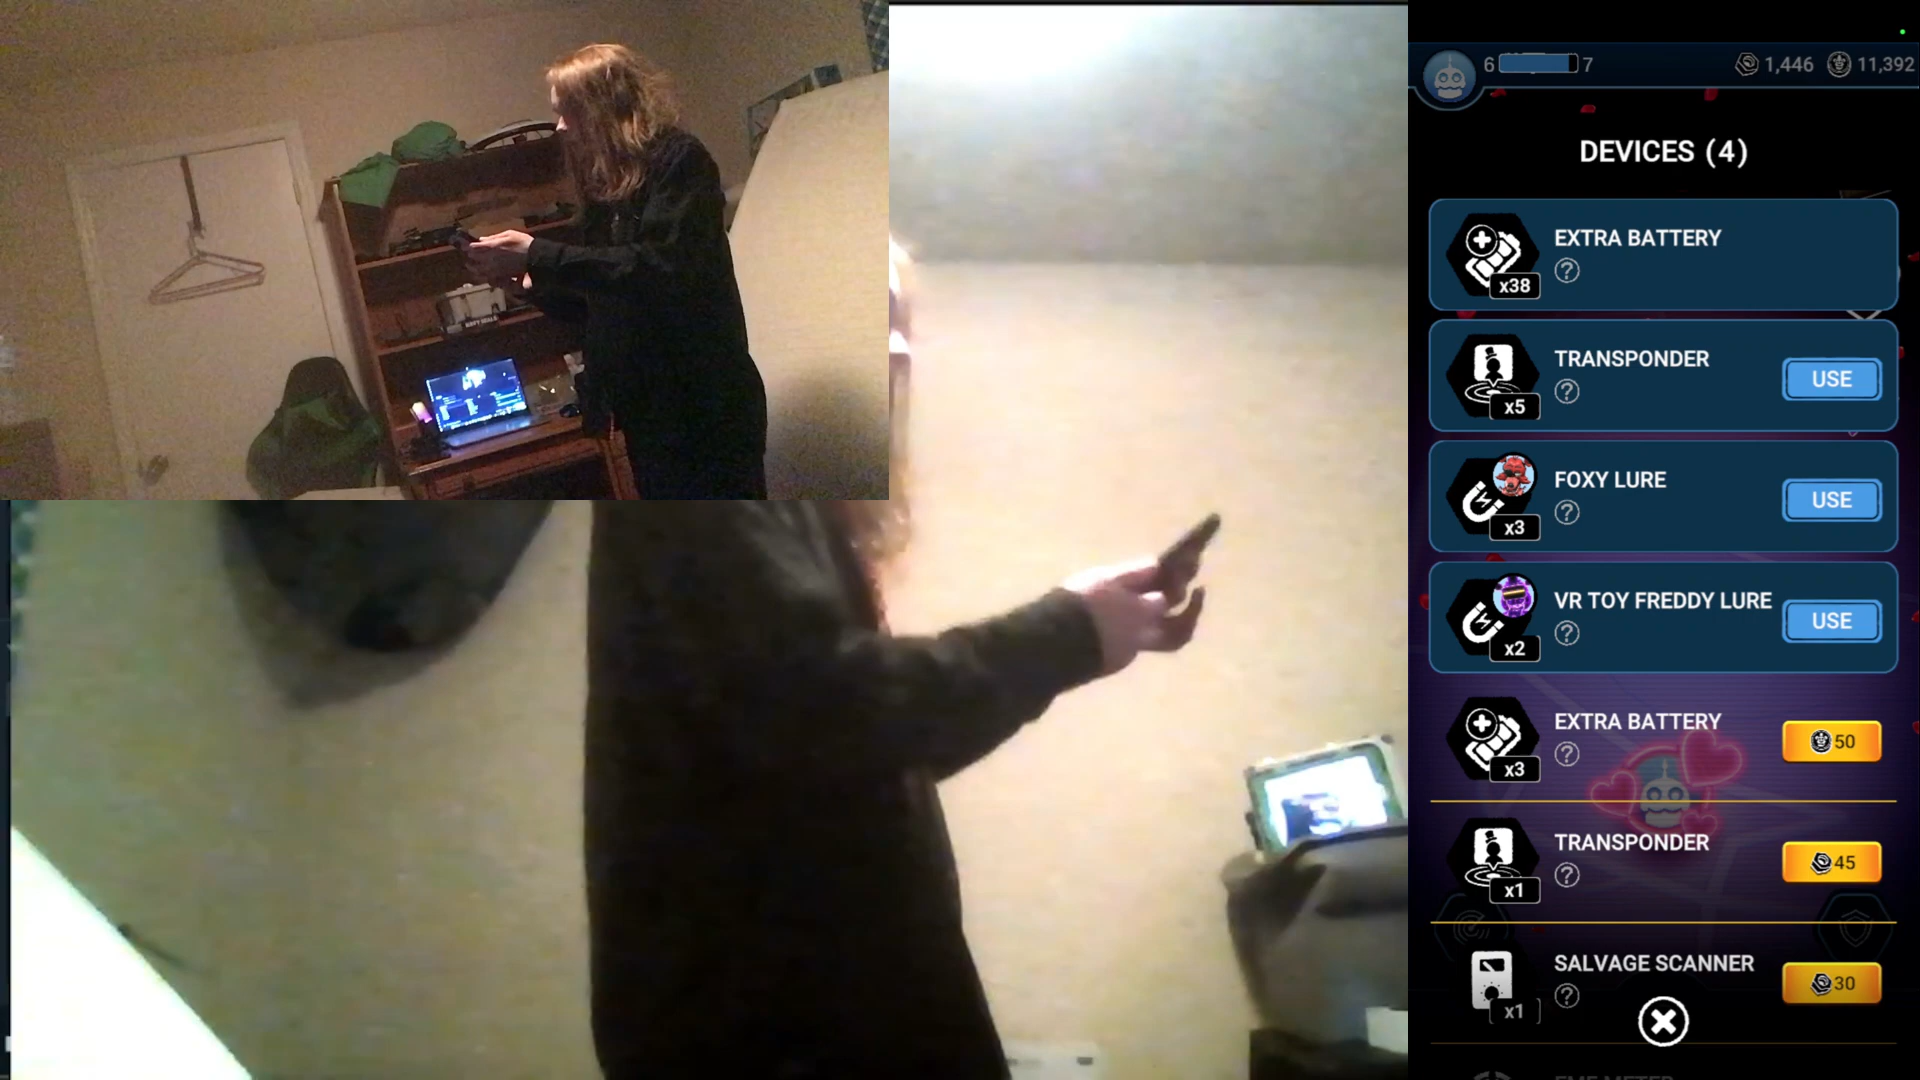 6 7 1,446 11,392
DEVICES (4)
EXTRA BATTERY
?
x38
TRANSPONDER
?
x5
USE
FOXY LURE
?
x3
USE
VR TOY FREDDY LURE
?
x2
USE
EXTRA BATTERY
?
x3
50
TRANSPONDER
?
x1
45
SALVAGE SCANNER
?
x1
30